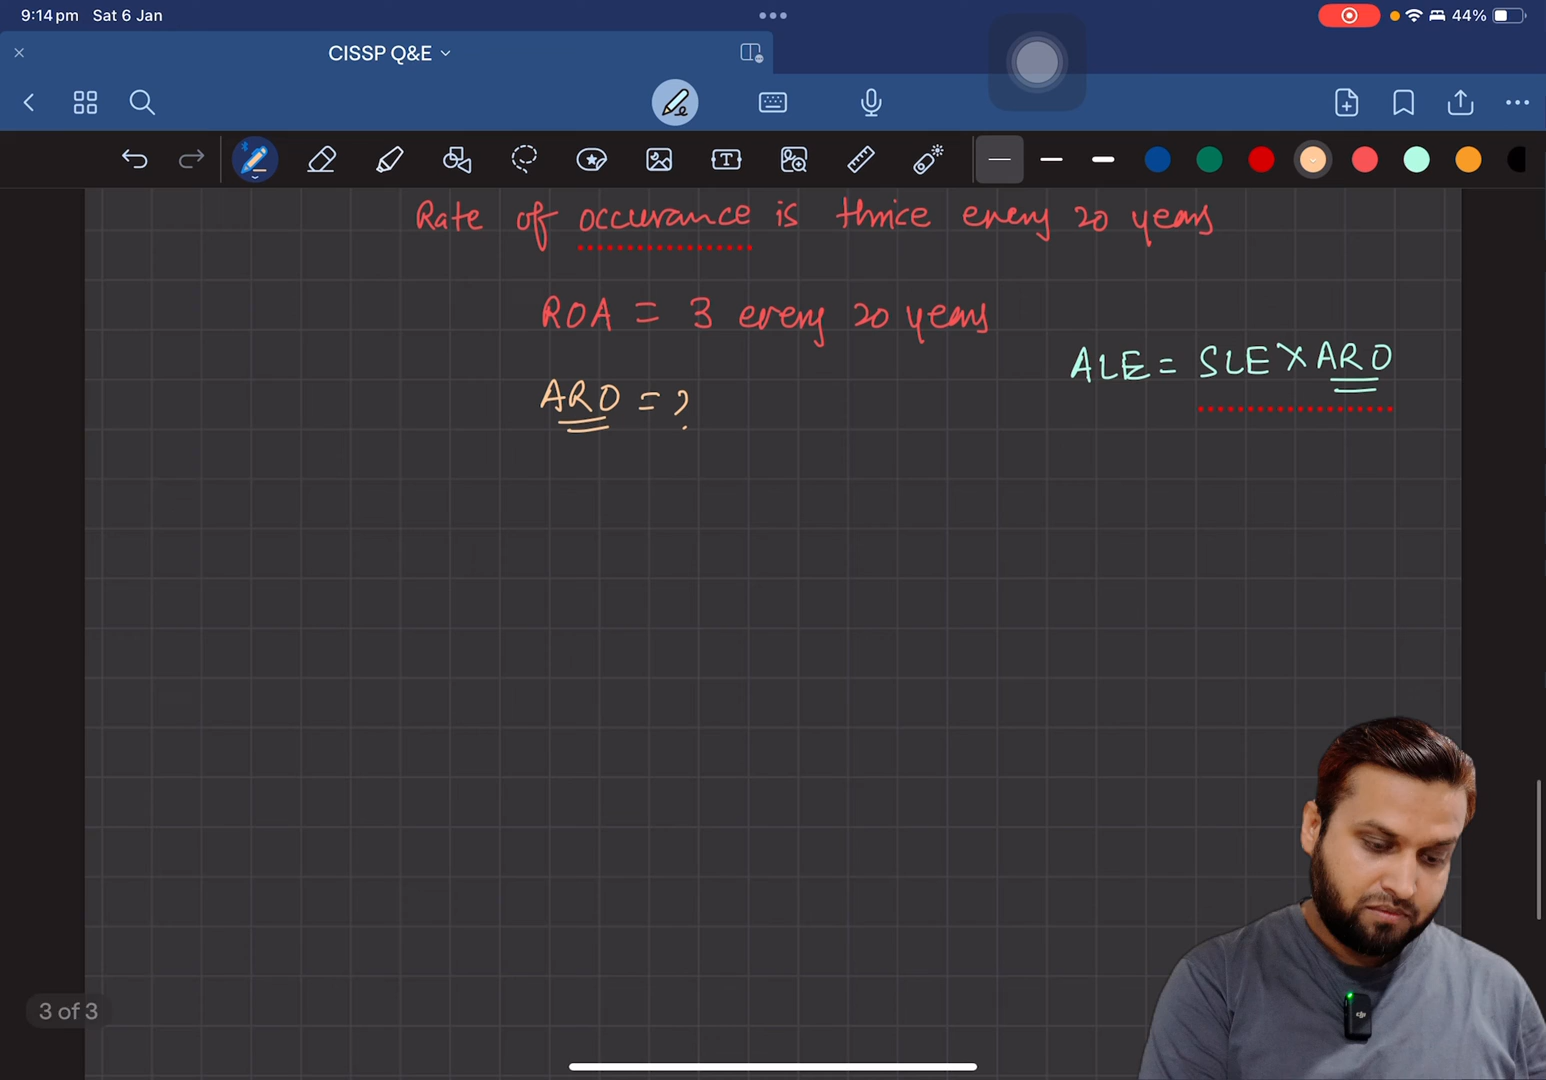 9:14 pm Sat 6 Jan
44%
CISSP Q&E
Rate of occurance is thrice every 20 years
ROA = 3 every 20 years
ALE = SLE X ARO
ARO = ?
3 of 3